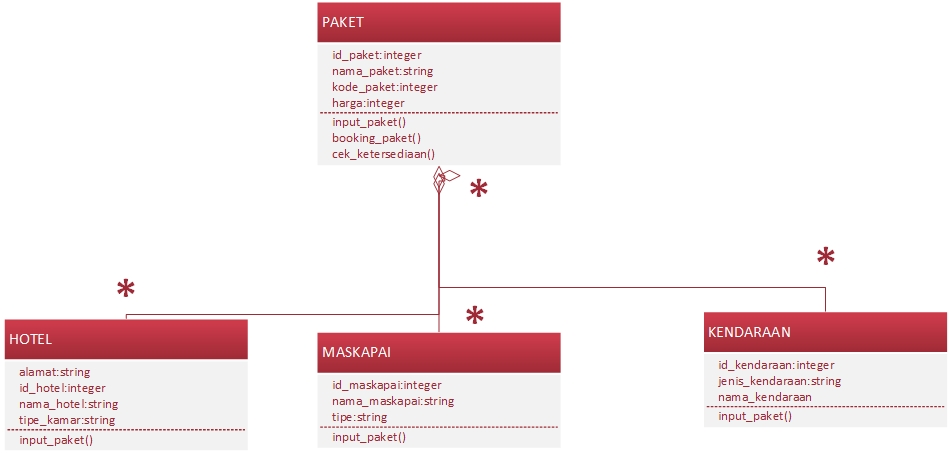 PAKET
id_paket:integer
nama_paket:string
kode_paket:integer
harga:integer
input_paket()
booking_paket()
cek_ketersediaan()
*
*
*
*
HOTEL
alamat:string
id_hotel:integer
nama_hotel:string
tipe_kamar:string
input_paket()
MASKAPAI
id_maskapai:integer
nama_maskapai:string
tipe:string
input_paket()
KENDARAAN
id_kendaraan:integer
jenis_kendaraan:string
nama_kendaraan
input_paket()